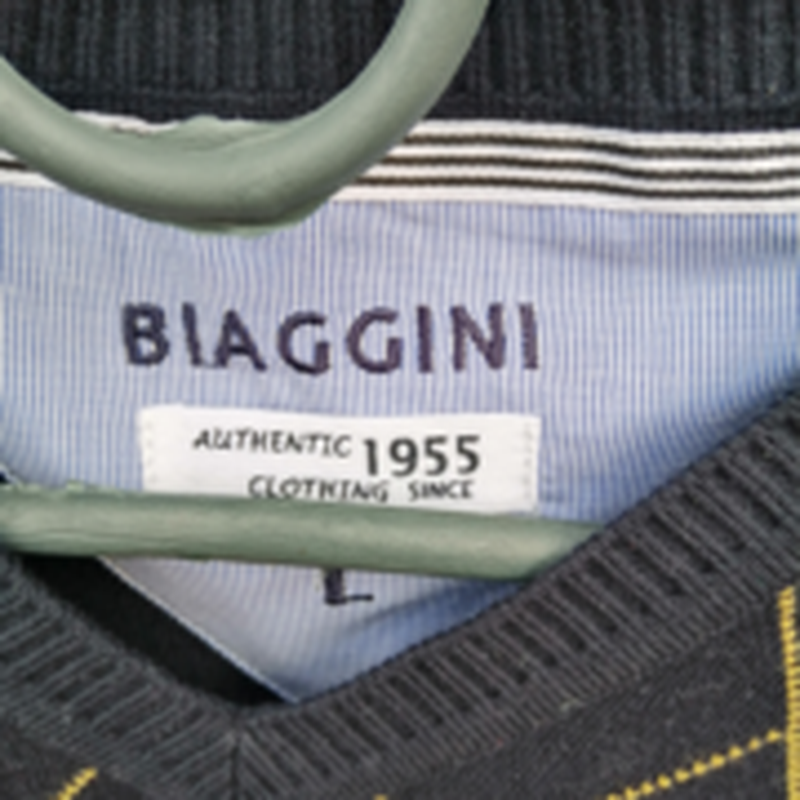 BIAGGINI
AUTHENTIC 1955
CLOTHING SINCE
L